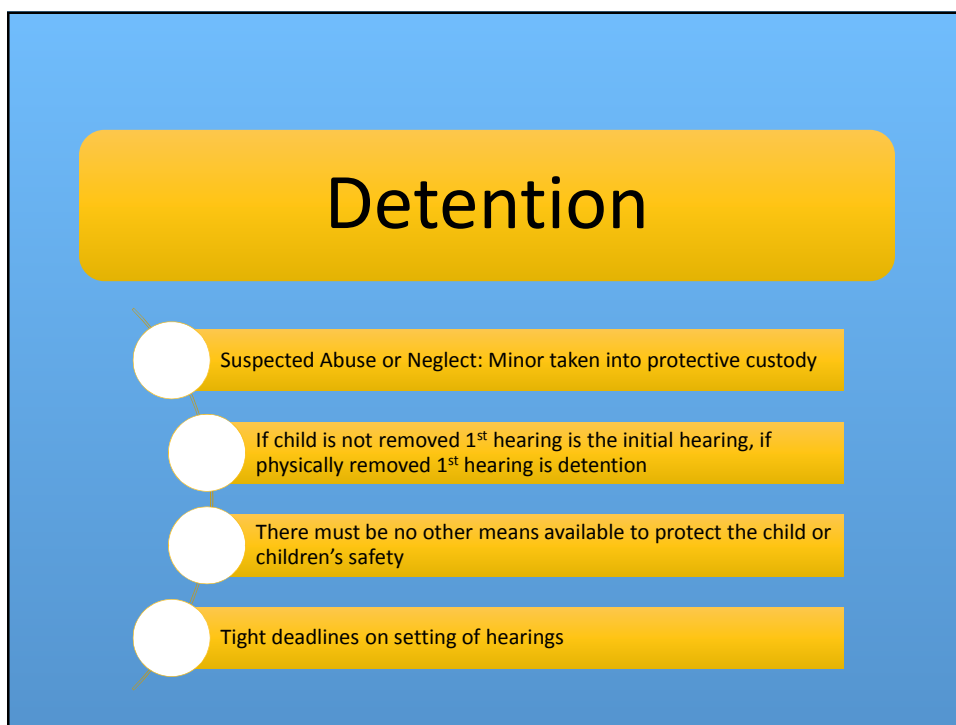 Detention
Suspected Abuse or Neglect: Minor taken into protective custody
If child is not removed 1st hearing is the initial hearing, if
physically removed 1st hearing is detention
There must be no other means available to protect the child or
children’s safety
Tight deadlines on setting of hearings